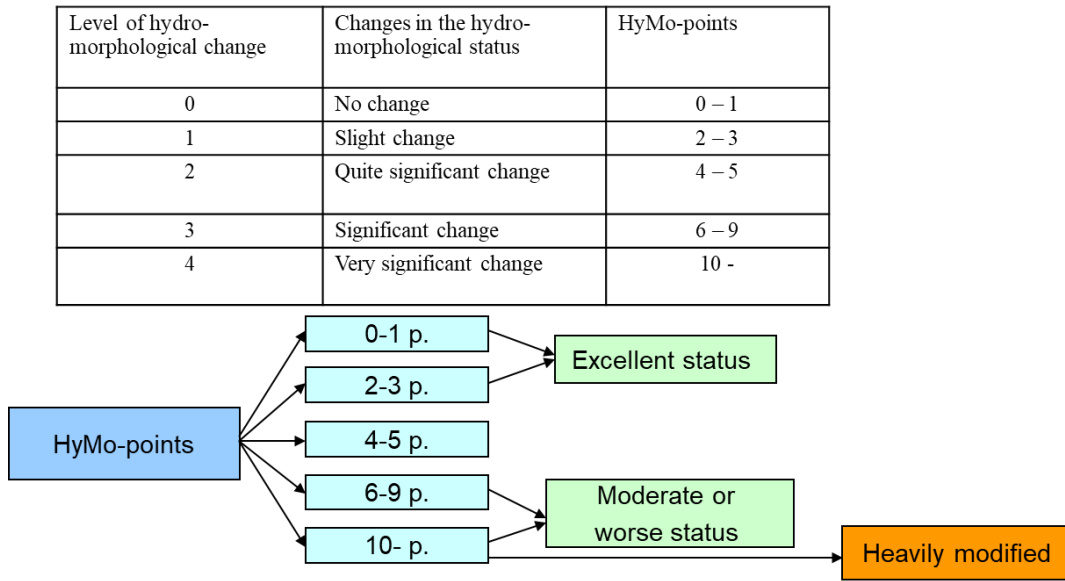 Level of hydro-
morphological change
Changes in the hydro-
morphological status
HyMo-points
0
No change
0 – 1
1
Slight change
2 – 3
2
Quite significant change
4 – 5
3
Significant change
6 – 9
4
Very significant change
10 -
0-1 p.
Excellent status
2-3 p.
HyMo-points
4-5 p.
6-9 p.
Moderate or
worse status
10- p.
Heavily modified